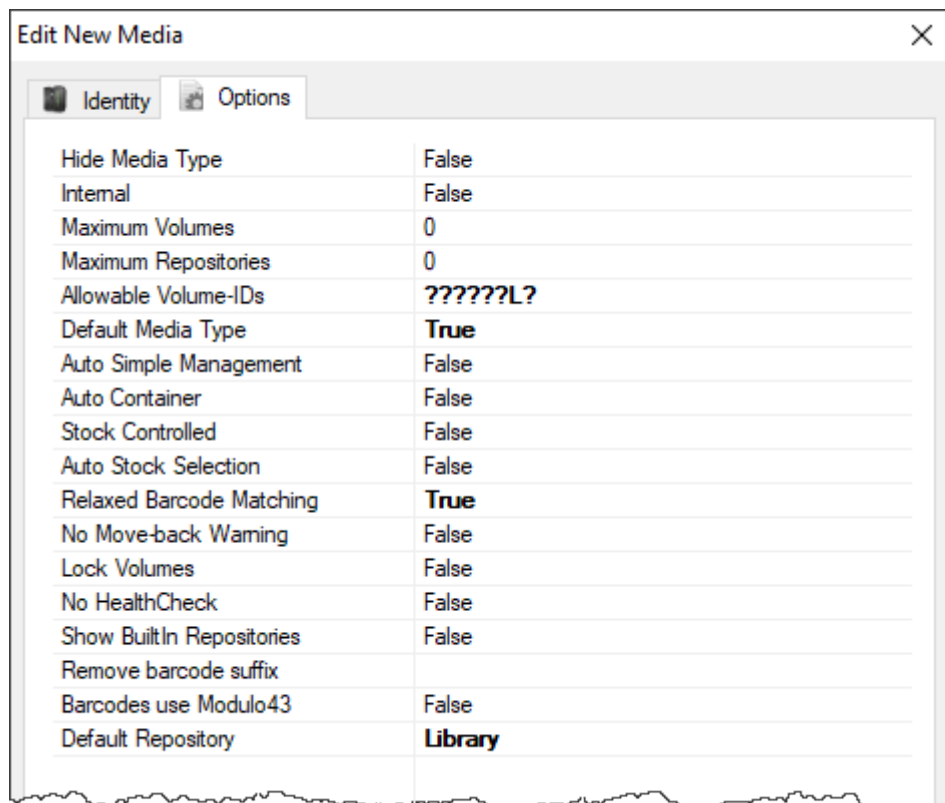 Edit New Media
Identity Options
Hide Media Type False
Internal False
Maximum Volumes 0
Maximum Repositories 0
Allowable Volume-IDs ??????L?
Default Media Type True
Auto Simple Management False
Auto Container False
Stock Controlled False
Auto Stock Selection False
Relaxed Barcode Matching True
No Move-back Warning False
Lock Volumes False
No HealthCheck False
Show BuiltIn Repositories False
Remove barcode suffix
Barcodes use Modulo43 False
Default Repository Library